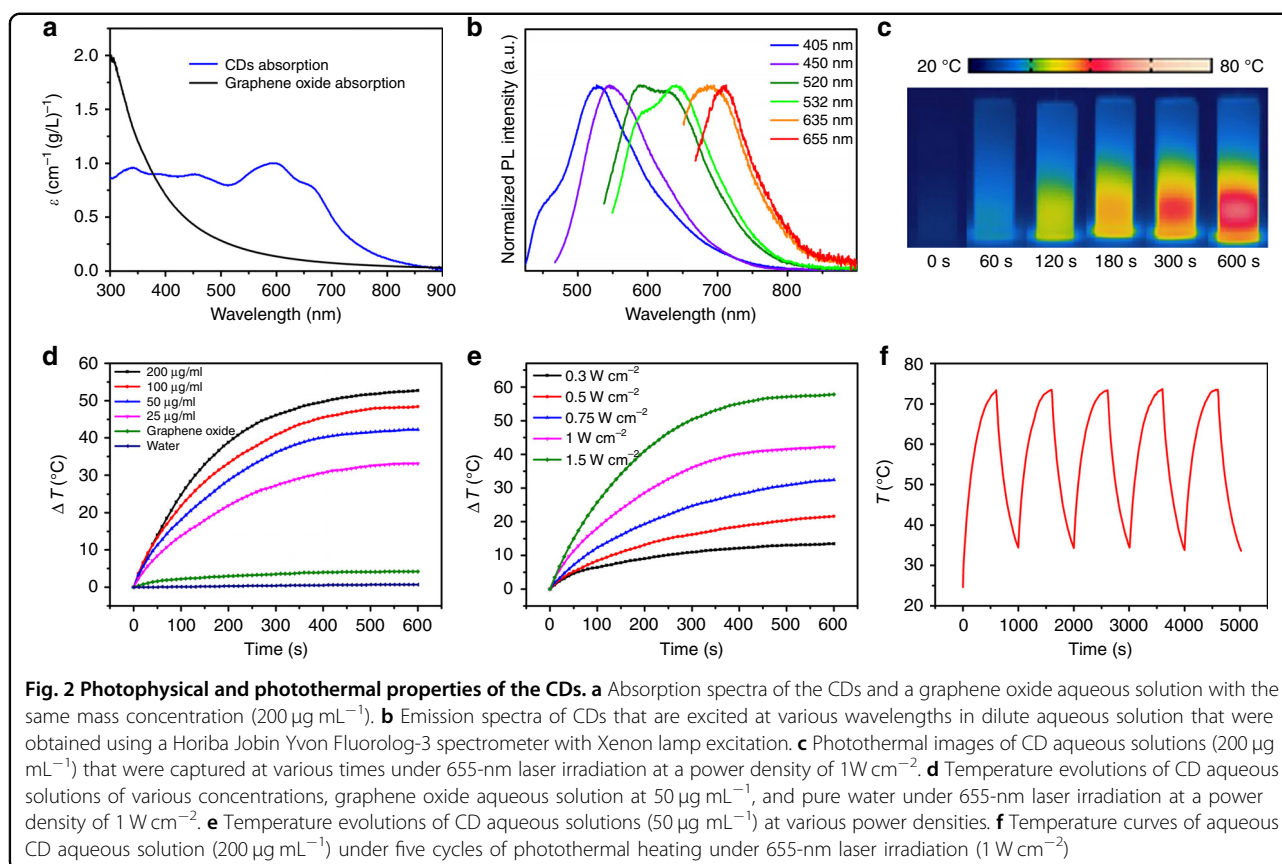 a
2.0
1.5
1.0
0.5
0.0
ε (cm⁻¹ (g/L)⁻¹)
CDs absorption
Graphene oxide absorption
300 400 500 600 700 800 900
Wavelength (nm)
b
Normalized PL intensity (a.u.)
405 nm
450 nm
520 nm
532 nm
635 nm
655 nm
500 600 700 800
Wavelength (nm)
c
20 °C 80 °C
0 s 60 s 120 s 180 s 300 s 600 s
d
60
50
40
30
20
10
0
Δ T (°C)
200 μg/ml
100 μg/ml
50 μg/ml
25 μg/ml
Graphene oxide
Water
0 100 200 300 400 500 600
Time (s)
e
60
50
40
30
20
10
0
Δ T (°C)
0.3 W cm⁻²
0.5 W cm⁻²
0.75 W cm⁻²
1 W cm⁻²
1.5 W cm⁻²
0 100 200 300 400 500 600
Time (s)
f
80
70
60
50
40
30
20
T (°C)
0 1000 2000 3000 4000 5000
Time (s)
Fig. 2 Photophysical and photothermal properties of the CDs. a Absorption spectra of the CDs and a graphene oxide aqueous solution with the
same mass concentration (200 μg mL⁻¹). b Emission spectra of CDs that are excited at various wavelengths in dilute aqueous solution that were
obtained using a Horiba Jobin Yvon Fluorolog-3 spectrometer with Xenon lamp excitation. c Photothermal images of CD aqueous solutions (200 μg
mL⁻¹) that were captured at various times under 655-nm laser irradiation at a power density of 1W cm⁻². d Temperature evolutions of CD aqueous
solutions of various concentrations, graphene oxide aqueous solution at 50 μg mL⁻¹, and pure water under 655-nm laser irradiation at a power
density of 1 W cm⁻². e Temperature evolutions of CD aqueous solutions (50 μg mL⁻¹) at various power densities. f Temperature curves of aqueous
CD aqueous solution (200 μg mL⁻¹) under five cycles of photothermal heating under 655-nm laser irradiation (1 W cm⁻²)